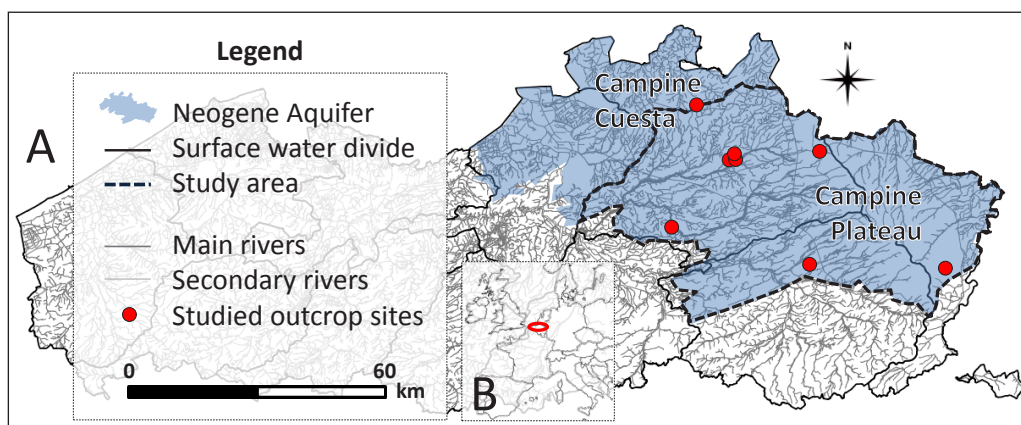 Legend
A
Neogene Aquifer
Surface water divide
Study area
Main rivers
Secondary rivers
Studied outcrop sites
0
60
km
B
Campine
Cuesta
N
Campine
Plateau